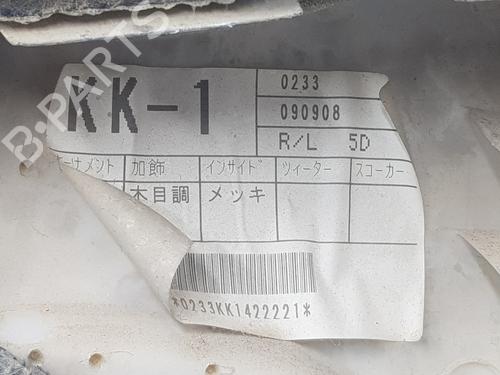 B-PARTS
KK-1
0233
090908
R/L 5D
加飾 インサイド ツィーター スコーカー
木目調 メッキ
*0233KK1422221*